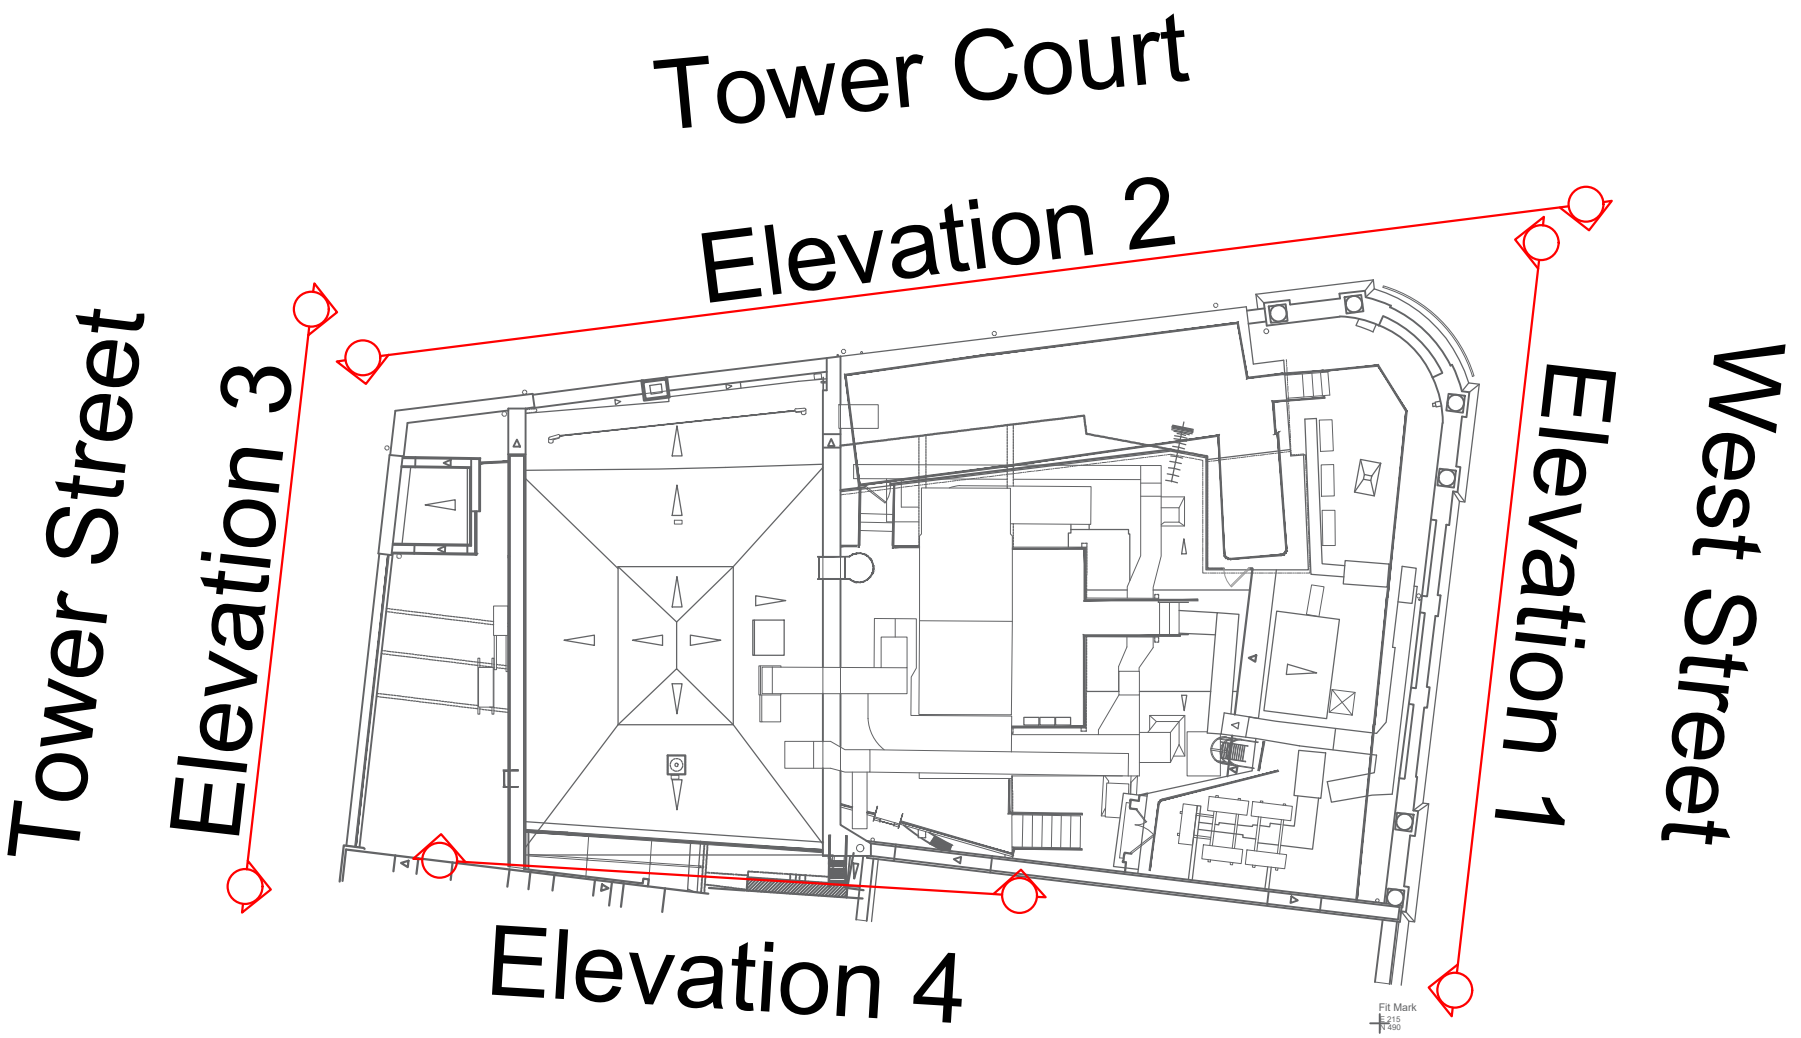 Tower Court
Elevation 2
Tower Street
Elevation 3
Elevation 1
West Street
Elevation 4
Fit Mark
E 215
N 490